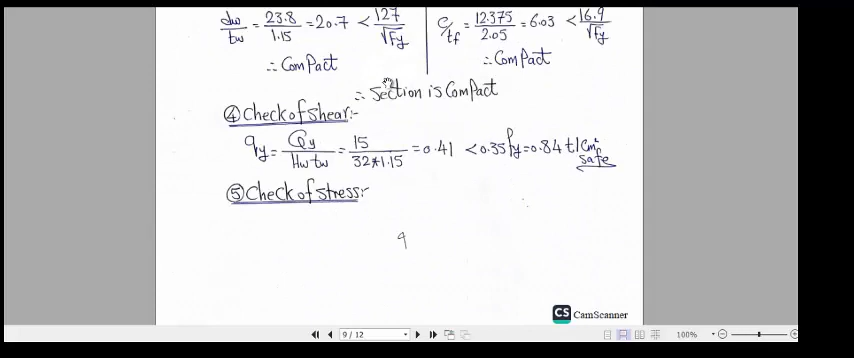 dw/tw = 23.8/1.15 = 20.7 < 127/√Fy
C/tf = 12.375/2.05 = 6.03 < 16.9/√Fy
∴ Compact
∴ Compact
∴ Section is Compact
④ Check of Shear:-
qy = Qy/Hw tw = 15/32*1.15 = 0.41 < 0.35 Fy = 0.84 t/cm²
safe
⑤ Check of Stress:-
9
CS CamScanner
9 / 12
100%